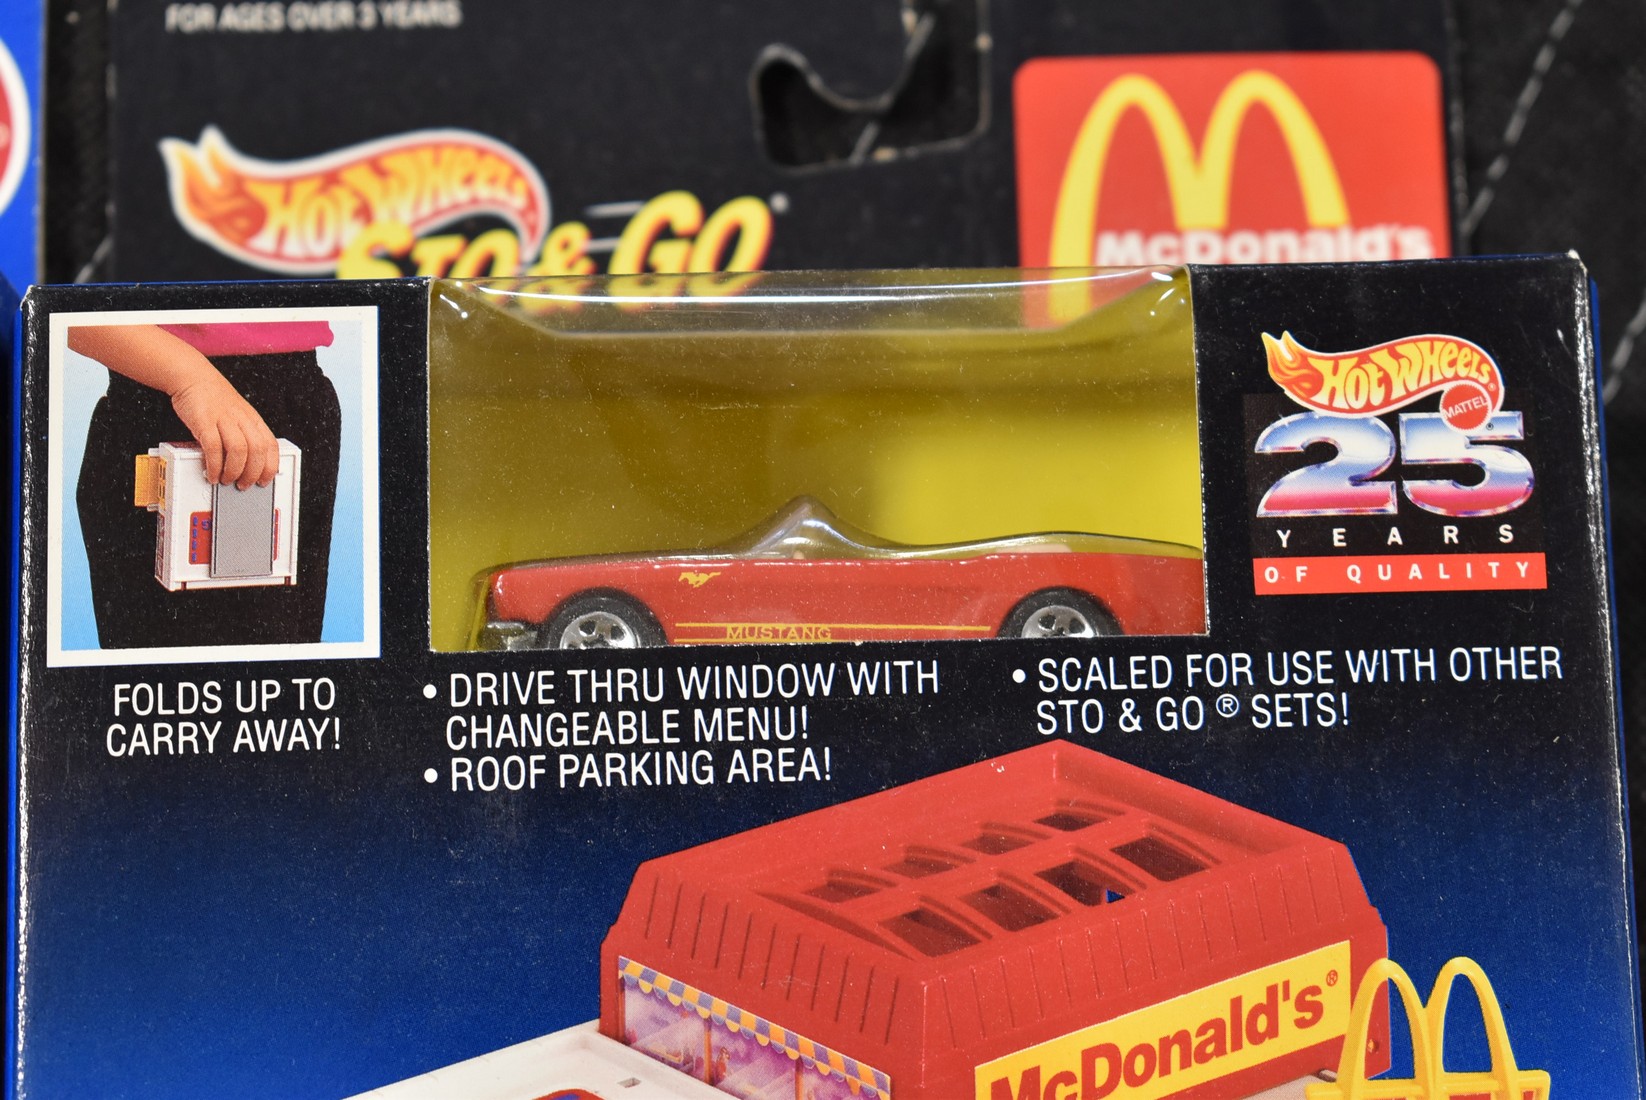 FOR AGES OVER 3 YEARS
HOT WHEELS
STO & GO
McDonald's
HOT WHEELS®
MATTEL
25
YEARS
OF QUALITY
MUSTANG
FOLDS UP TO
CARRY AWAY!
• DRIVE THRU WINDOW WITH
CHANGEABLE MENU!
• ROOF PARKING AREA!
• SCALED FOR USE WITH OTHER
STO & GO® SETS!
McDonald's®